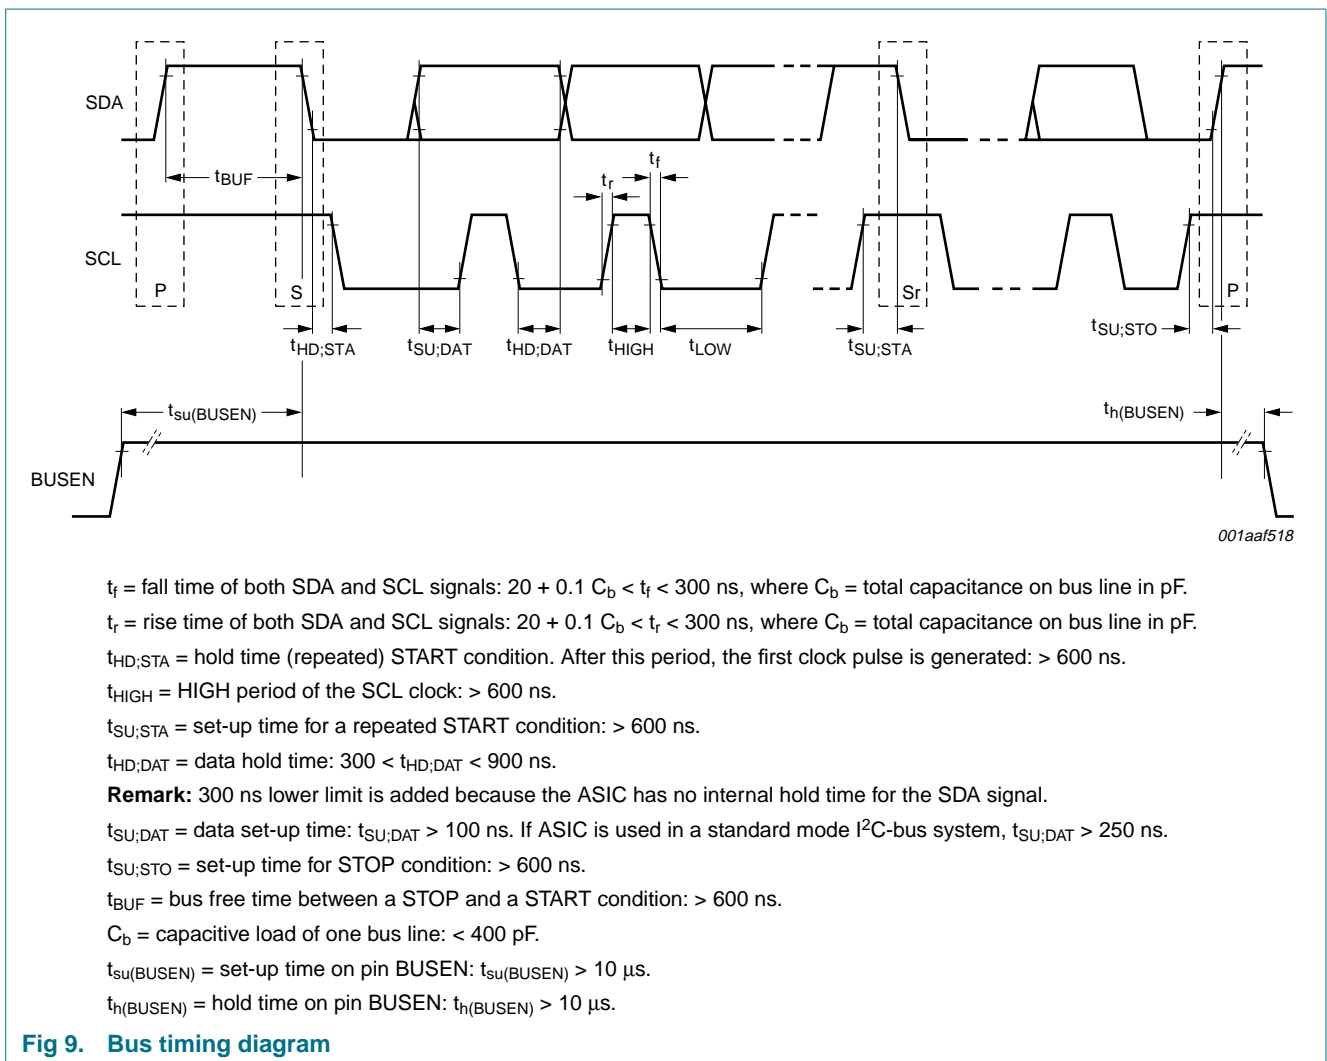 SDA
tBUF
tf
tr
SCL
P
S
Sr
P
tHD;STA
tSU;DAT
tHD;DAT
tHIGH
tLOW
tSU;STA
tSU;STO
tsu(BUSEN)
th(BUSEN)
BUSEN
001aaf518
tf = fall time of both SDA and SCL signals: 20 + 0.1 Cb < tf < 300 ns, where Cb = total capacitance on bus line in pF.
tr = rise time of both SDA and SCL signals: 20 + 0.1 Cb < tr < 300 ns, where Cb = total capacitance on bus line in pF.
tHD;STA = hold time (repeated) START condition. After this period, the first clock pulse is generated: > 600 ns.
tHIGH = HIGH period of the SCL clock: > 600 ns.
tSU;STA = set-up time for a repeated START condition: > 600 ns.
tHD;DAT = data hold time: 300 < tHD;DAT < 900 ns.
Remark: 300 ns lower limit is added because the ASIC has no internal hold time for the SDA signal.
tSU;DAT = data set-up time: tSU;DAT > 100 ns. If ASIC is used in a standard mode I²C-bus system, tSU;DAT > 250 ns.
tSU;STO = set-up time for STOP condition: > 600 ns.
tBUF = bus free time between a STOP and a START condition: > 600 ns.
Cb = capacitive load of one bus line: < 400 pF.
tsu(BUSEN) = set-up time on pin BUSEN: tsu(BUSEN) > 10 μs.
th(BUSEN) = hold time on pin BUSEN: th(BUSEN) > 10 μs.
Fig 9. Bus timing diagram